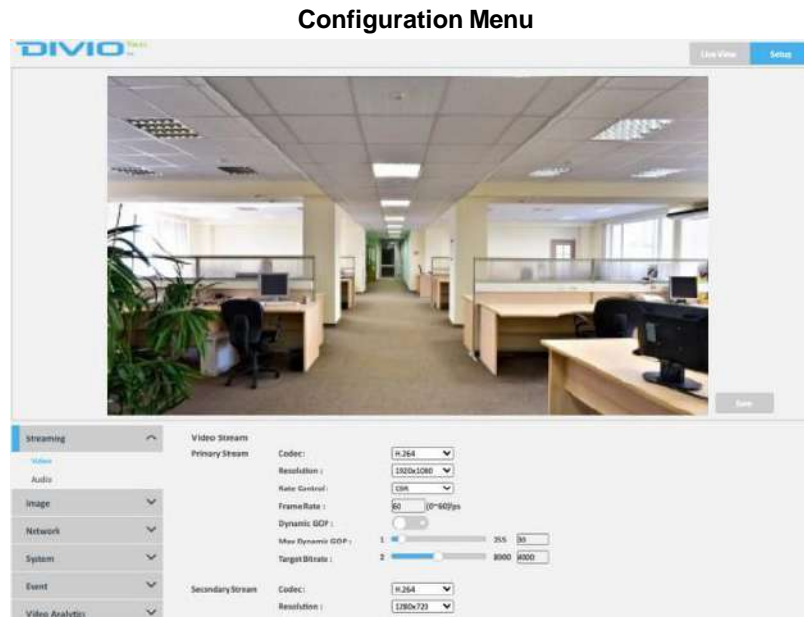 Configuration Menu
DIVIO
Live View Setup
Save
Streaming
Video
Audio
Image
Network
System
Event
Video Analytics
Video Stream
Primary Stream Codec: H.264
Resolution : 1920x1080
Rate Control: CBR
Frame Rate : 60 (0~60)fps
Dynamic GOP :
Max Dynamic GOP : 1 255 30
Target Bitrate : 2 8000 4000
Secondary Stream Codec: H.264
Resolution : 1280x720